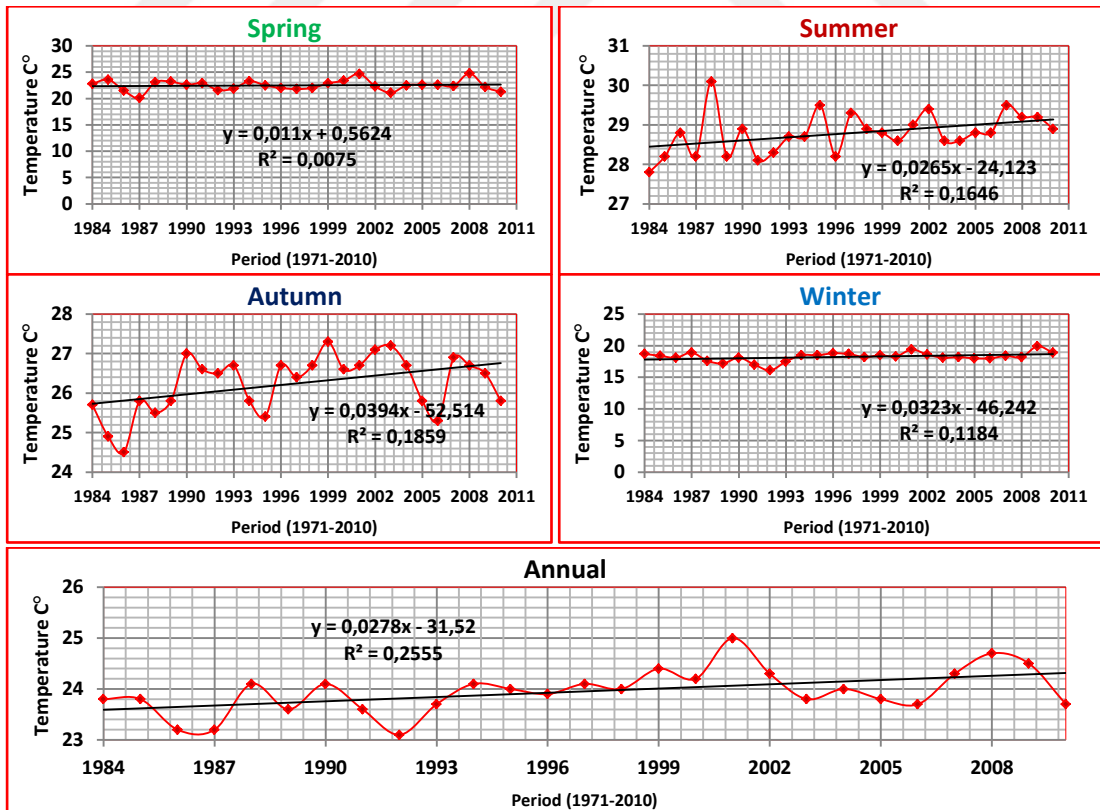 Spring
Temperature C°
30
25
20
15
10
5
0
y = 0,011x + 0,5624
R² = 0,0075
1984 1987 1990 1993 1996 1999 2002 2005 2008 2011
Period (1971-2010)
Summer
Temperature C°
31
30
29
28
27
y = 0,0265x - 24,123
R² = 0,1646
1984 1987 1990 1993 1996 1999 2002 2005 2008 2011
Period (1971-2010)
Autumn
Temperature C°
28
27
26
25
24
y = 0,0394x - 52,514
R² = 0,1859
1984 1987 1990 1993 1996 1999 2002 2005 2008 2011
Period (1971-2010)
Winter
Temperature C°
25
20
15
10
5
0
y = 0,0323x - 46,242
R² = 0,1184
1984 1987 1990 1993 1996 1999 2002 2005 2008 2011
Period (1971-2010)
Annual
Temperature C°
26
25
24
23
y = 0,0278x - 31,52
R² = 0,2555
1984 1987 1990 1993 1996 1999 2002 2005 2008
Period (1971-2010)